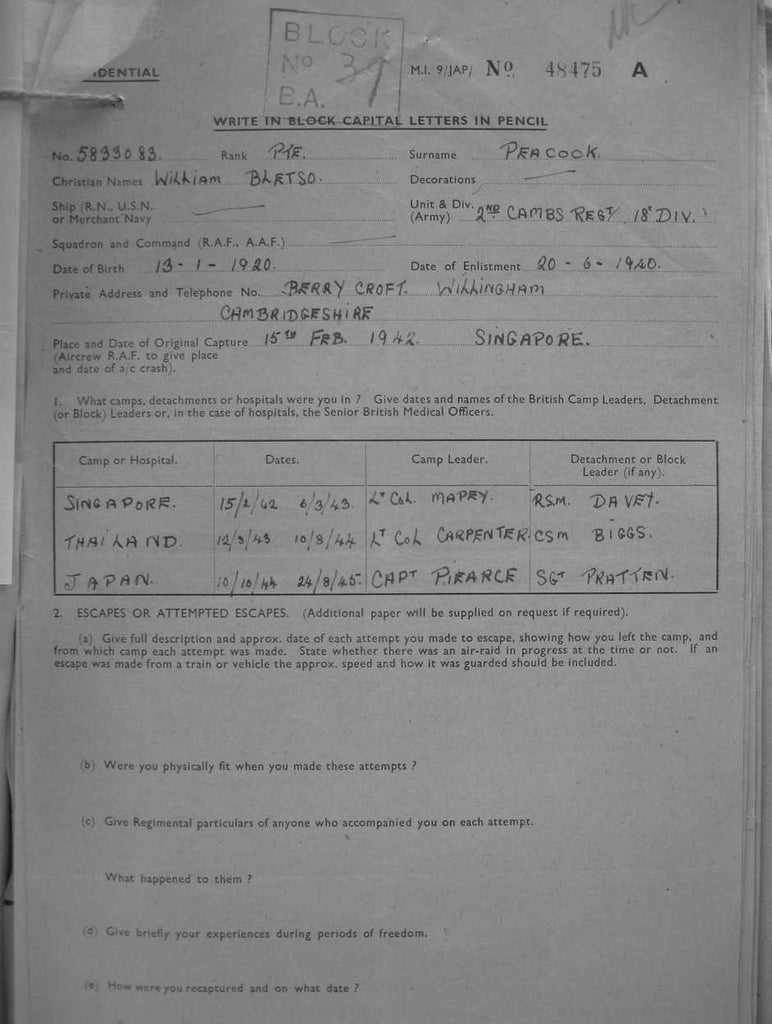 BLOCK
No 39
B.A.
DENTIAL
M.I. 9/JAP/ No 48475 A
WRITE IN BLOCK CAPITAL LETTERS IN PENCIL
No. 5833083. Rank PTE. Surname PEACOCK.
Christian Names WILLIAM BLETSO. Decorations
Ship (R.N., U.S.N. or Merchant Navy
Unit & Div. (Army) 2ND CAMBS REGT 18 DIV.
Squadron and Command (R.A.F., A.A.F.)
Date of Birth 13-1-1920. Date of Enlistment 20-6-1940.
Private Address and Telephone No. BERRY CROFT. WILLINGHAM
CAMBRIDGESHIRE
Place and Date of Original Capture 15TH FEB. 1942. SINGAPORE.
(Aircrew R.A.F. to give place
and date of a/c crash).
1. What camps, detachments or hospitals were you in ? Give dates and names of the British Camp Leaders, Detachment
(or Block) Leaders or, in the case of hospitals, the Senior British Medical Officers.
Camp or Hospital. Dates. Camp Leader. Detachment or Block
Leader (if any).
SINGAPORE. 15/2/42 6/3/43. LT COL. MAPEY. RSM.
THAILAND. 12/3/43 10/8/44 LT COL CARPENTER. CSM BIGGS.
JAPAN. 10/10/44 24/8/45. CAPT PIEARCE SGT PRATTEN.
2. ESCAPES OR ATTEMPTED ESCAPES. (Additional paper will be supplied on request if required).
(a) Give full description and approx. date of each attempt you made to escape, showing how you left the camp, and
from which camp each attempt was made. State whether there was an air-raid in progress at the time or not. If an
escape was made from a train or vehicle the approx. speed and how it was guarded should be included.
(b) Were you physically fit when you made these attempts ?
(c) Give Regimental particulars of anyone who accompanied you on each attempt.
What happened to them ?
(d) Give briefly your experiences during periods of freedom.
(e) How were you recaptured and on what date ?